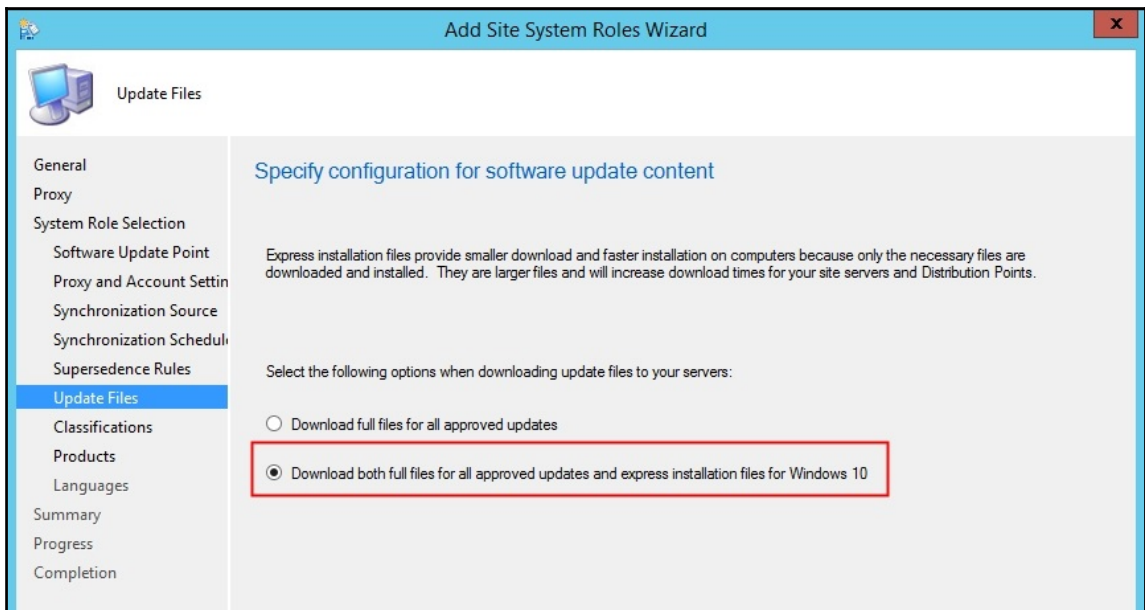 Add Site System Roles Wizard
x
Update Files
General
Proxy
System Role Selection
Software Update Point
Proxy and Account Settin
Synchronization Source
Synchronization Schedul
Supersedence Rules
Update Files
Classifications
Products
Languages
Summary
Progress
Completion
Specify configuration for software update content
Express installation files provide smaller download and faster installation on computers because only the necessary files are
downloaded and installed. They are larger files and will increase download times for your site servers and Distribution Points.
Select the following options when downloading update files to your servers:
Download full files for all approved updates
Download both full files for all approved updates and express installation files for Windows 10